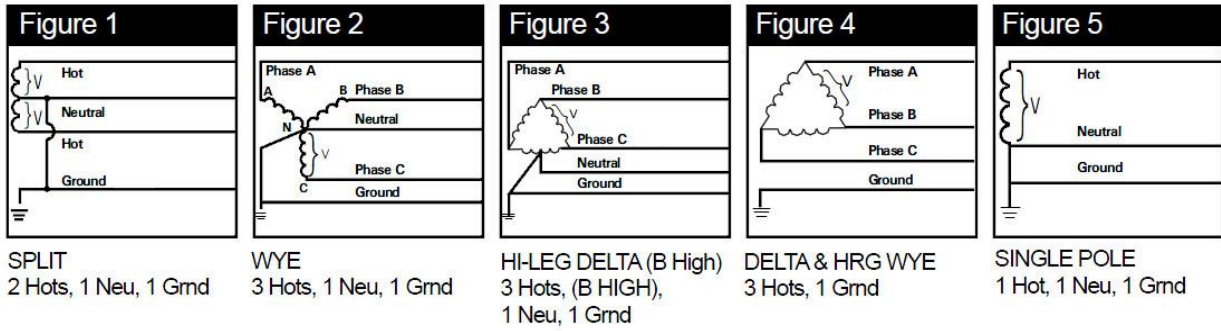 Figure 1
Hot
V
Neutral
V
Hot
Ground
SPLIT
2 Hots, 1 Neu, 1 Grnd
Figure 2
Phase A
A
B Phase B
N
Neutral
V
Phase C
C
Ground
WYE
3 Hots, 1 Neu, 1 Grnd
Figure 3
Phase A
Phase B
V
Phase C
Neutral
Ground
HI-LEG DELTA (B High)
3 Hots, (B HIGH),
1 Neu, 1 Grnd
Figure 4
V
Phase A
Phase B
Phase C
Ground
DELTA & HRG WYE
3 Hots, 1 Grnd
Figure 5
Hot
V
Neutral
Ground
SINGLE POLE
1 Hot, 1 Neu, 1 Grnd